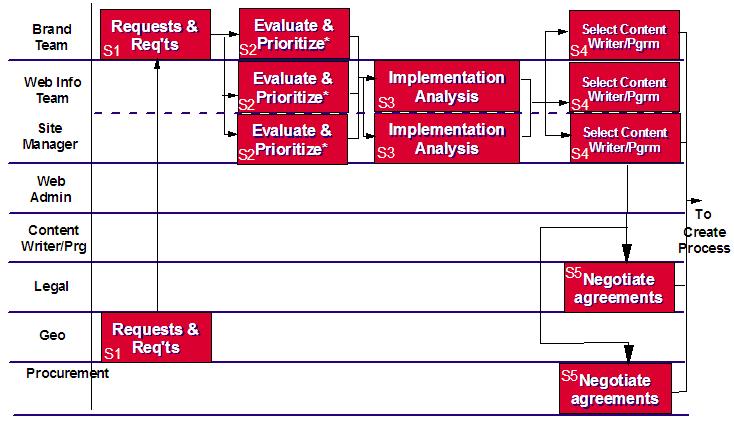 Brand
Team
Requests &
Req'ts
S1
Evaluate &
Prioritize*
S2
Select Content
Writer/Pgrm
S4
Web Info
Team
Evaluate &
Prioritize*
S2
Implementation
Analysis
S3
Select Content
Writer/Pgrm
S4
Site
Manager
Evaluate &
Prioritize*
S2
Implementation
Analysis
S3
Select Content
Writer/Pgrm
S4
Web
Admin
To
Create
Process
Content
Writer/Prg
Legal
S5
Negotiate
agreements
Geo
Requests &
Req'ts
S1
Procurement
S5
Negotiate
agreements